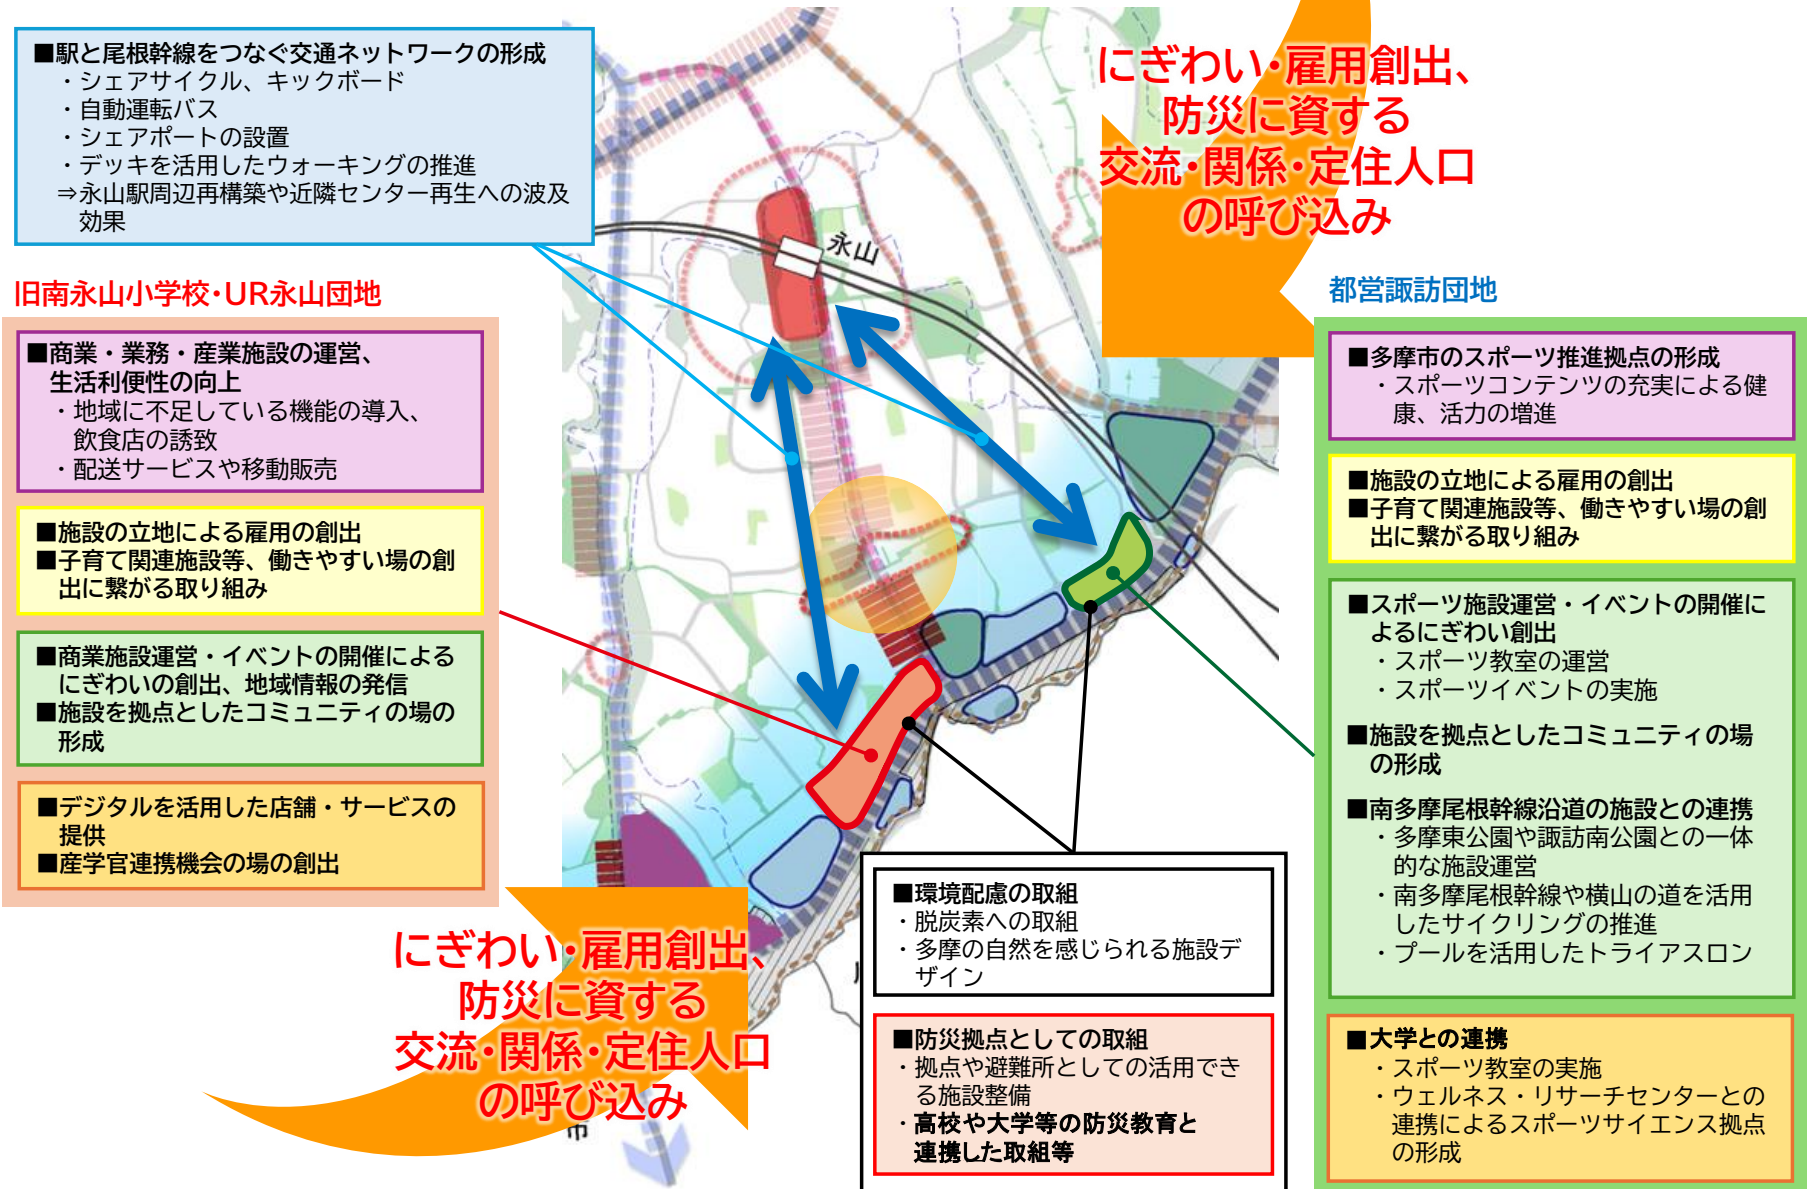 ■駅と尾根幹線をつなぐ交通ネットワークの形成
・シェアサイクル、キックボード
・自動運転バス
・シェアポートの設置
・デッキを活用したウォーキングの推進
⇒永山駅周辺再構築や近隣センター再生への波及
効果
にぎわい・雇用創出、
防災に資する
交流・関係・定住人口
の呼び込み
永山
旧南永山小学校・UR永山団地
■商業・業務・産業施設の運営、
生活利便性の向上
・地域に不足している機能の導入、
飲食店の誘致
・配送サービスや移動販売
■施設の立地による雇用の創出
■子育て関連施設等、働きやすい場の創
出に繋がる取り組み
■商業施設運営・イベントの開催による
にぎわいの創出、地域情報の発信
■施設を拠点としたコミュニティの場の
形成
■デジタルを活用した店舗・サービスの
提供
■産学官連携機会の場の創出
都営諏訪団地
■多摩市のスポーツ推進拠点の形成
・スポーツコンテンツの充実による健
康、活力の増進
■施設の立地による雇用の創出
■子育て関連施設等、働きやすい場の創
出に繋がる取り組み
■スポーツ施設運営・イベントの開催に
よるにぎわい創出
・スポーツ教室の運営
・スポーツイベントの実施
■施設を拠点としたコミュニティの場
の形成
■南多摩尾根幹線沿道の施設との連携
・多摩東公園や諏訪南公園との一体
的な施設運営
・南多摩尾根幹線や横山の道を活用
したサイクリングの推進
・プールを活用したトライアスロン
■大学との連携
・スポーツ教室の実施
・ウェルネス・リサーチセンターとの
連携によるスポーツサイエンス拠点
の形成
■環境配慮の取組
・脱炭素への取組
・多摩の自然を感じられる施設デ
ザイン
■防災拠点としての取組
・拠点や避難所としての活用でき
る施設整備
・高校や大学等の防災教育と
連携した取組等
にぎわい・雇用創出、
防災に資する
交流・関係・定住人口
の呼び込み
市